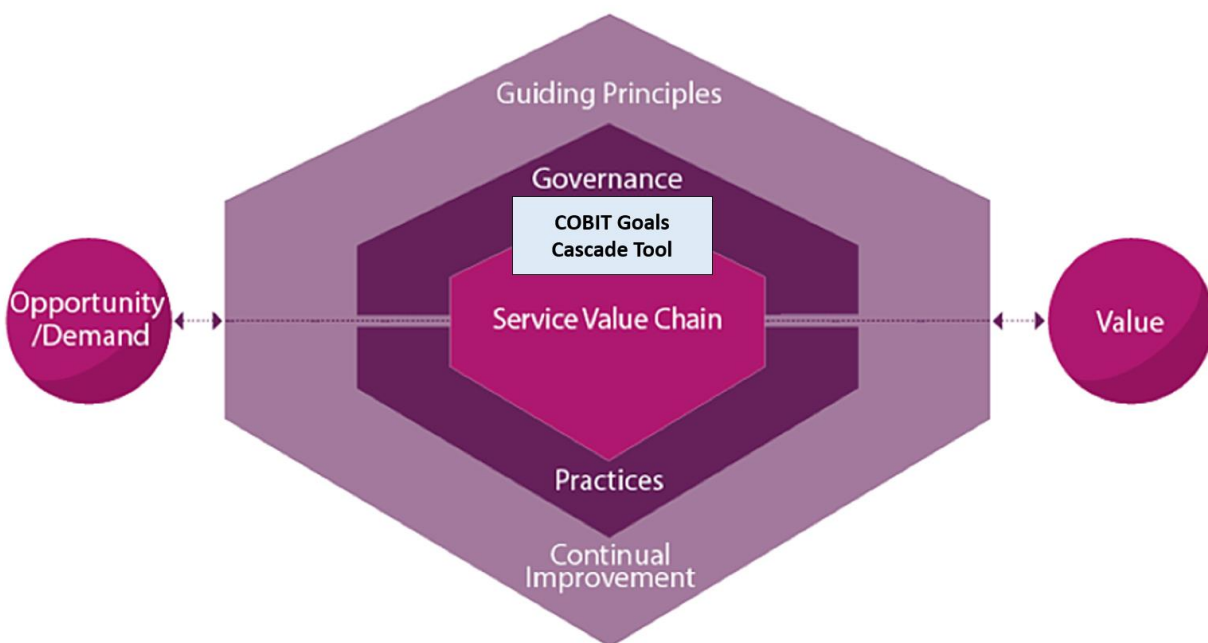 Guiding Principles
Governance
COBIT Goals
Cascade Tool
Opportunity
/Demand
Service Value Chain
Value
Practices
Continual
Improvement